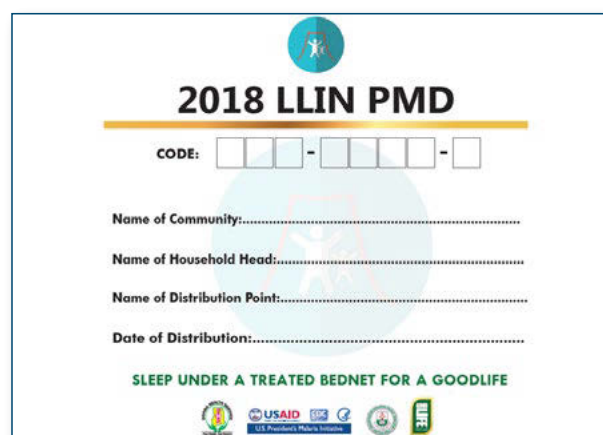 2018 LLIN PMD
CODE: - -
Name of Community:....................................................................
Name of Household Head:............................................................
Name of Distribution Point:............................................................
Date of Distribution:..................................................................
SLEEP UNDER A TREATED BEDNET FOR A GOODLIFE
USAID CDC
U.S. President's Malaria Initiative